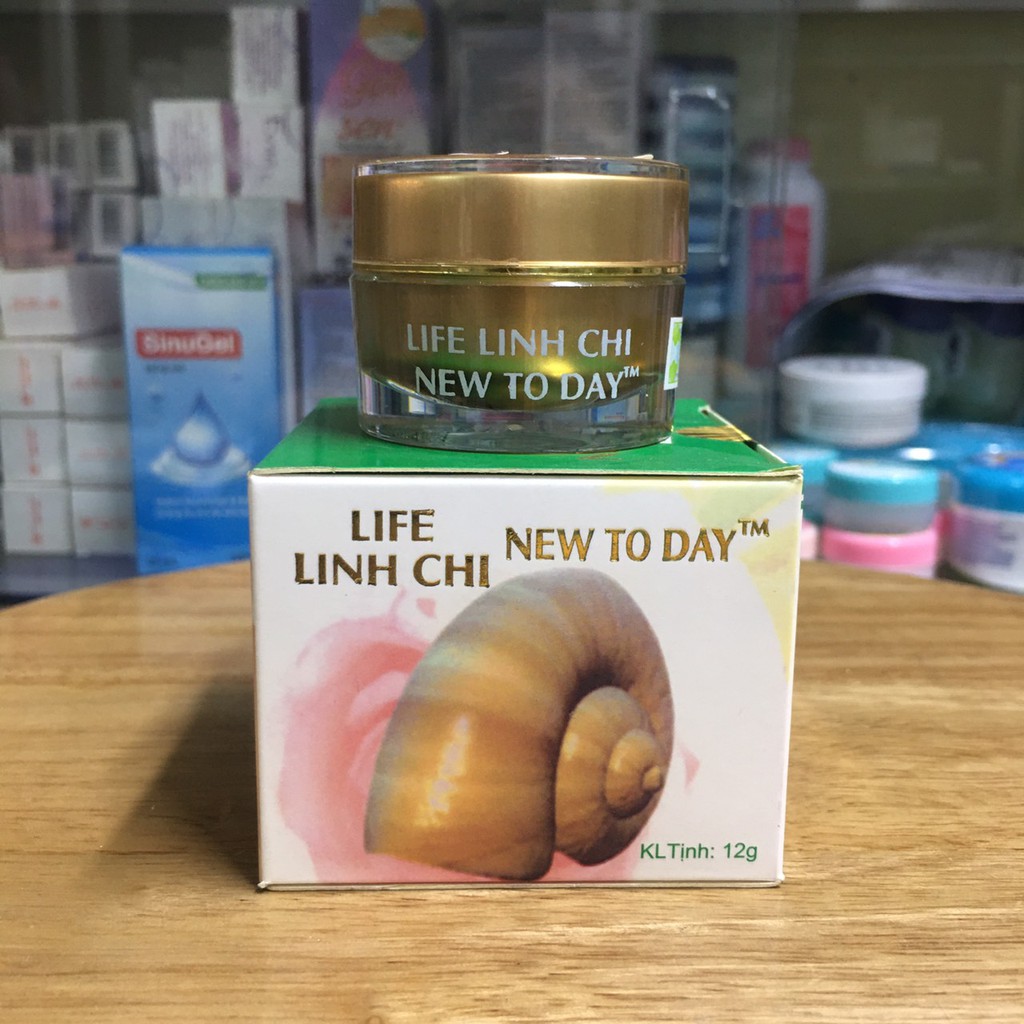 LIFE LINH CHI
NEW TO DAY™
LIFE
LINH CHI
NEW TO DAY™
KLTịnh: 12g
SinuGel